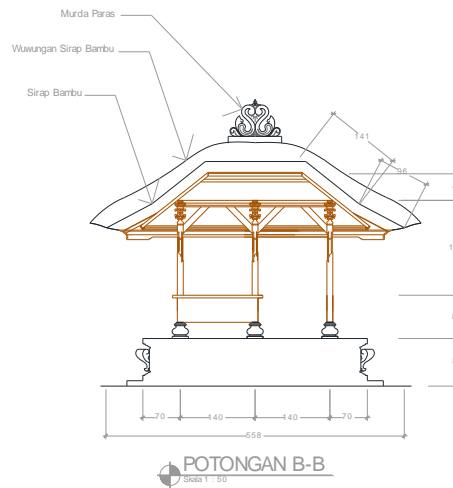 Murda Paras
Wuwungan Sirap Bambu
Sirap Bambu
141
96
70
140
140
70
558
POTONGAN B-B
Skala 1 : 50